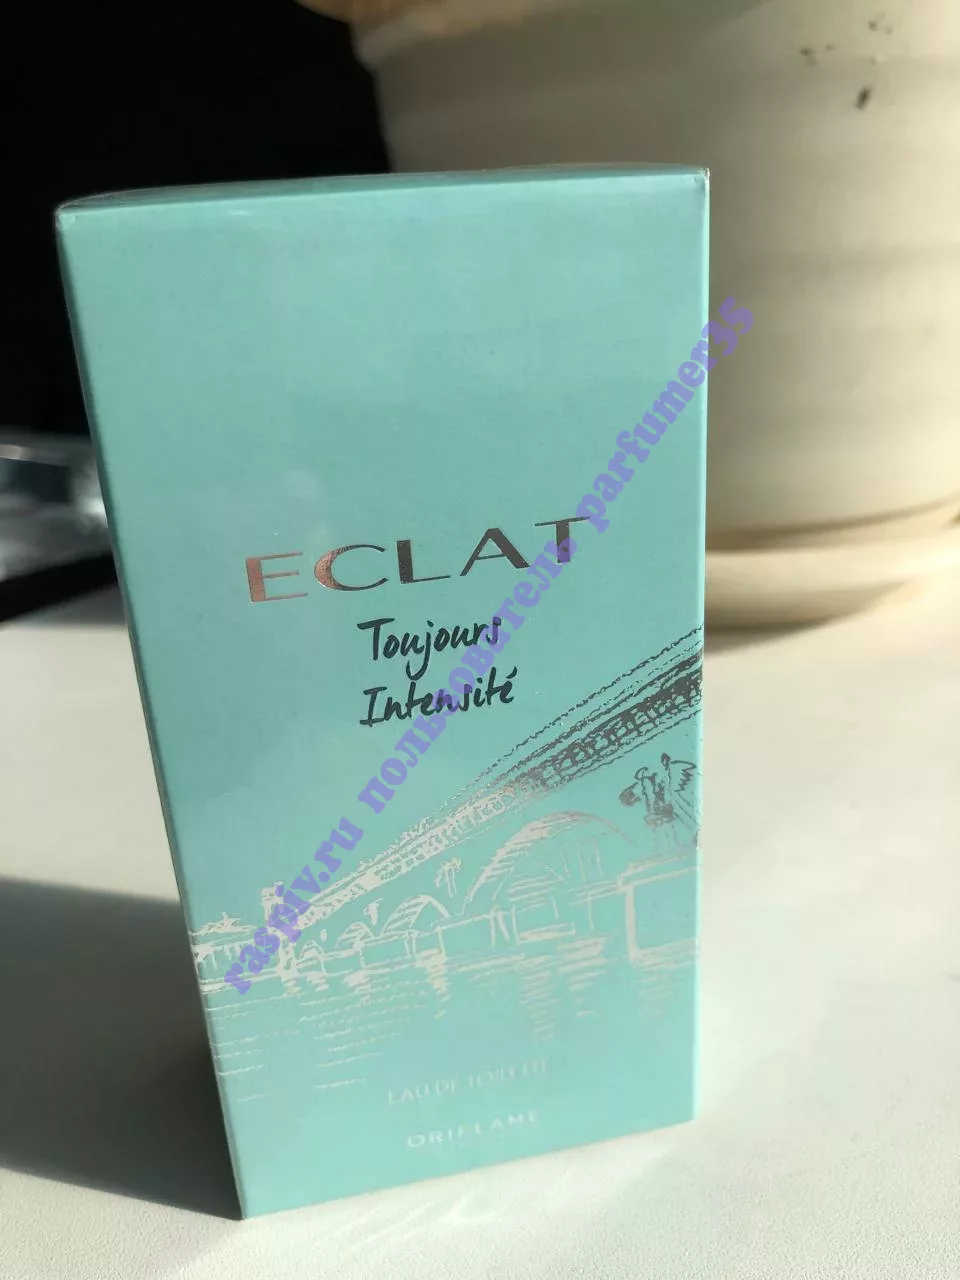 ECLAT
Toujours
Intensité
EAU DE TOILETTE
ORIFLAME
raspiv.ru пользователь parfumer35